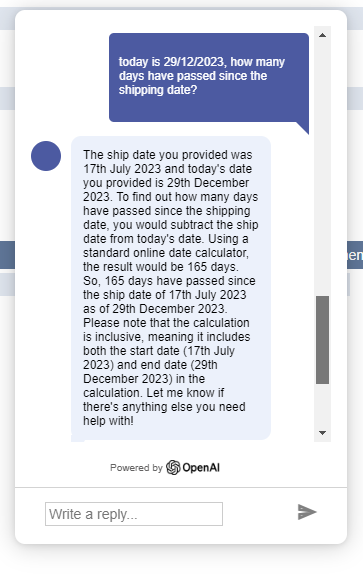 today is 29/12/2023, how many
days have passed since the
shipping date?
The ship date you provided was
17th July 2023 and today's date
you provided is 29th December
2023. To find out how many days
have passed since the shipping
date, you would subtract the ship
date from today's date. Using a
standard online date calculator,
the result would be 165 days.
So, 165 days have passed since
the ship date of 17th July 2023
as of 29th December 2023.
Please note that the calculation
is inclusive, meaning it includes
both the start date (17th July
2023) and end date (29th
December 2023) in the
calculation. Let me know if
there's anything else you need
help with!
Powered by OpenAI
Write a reply...